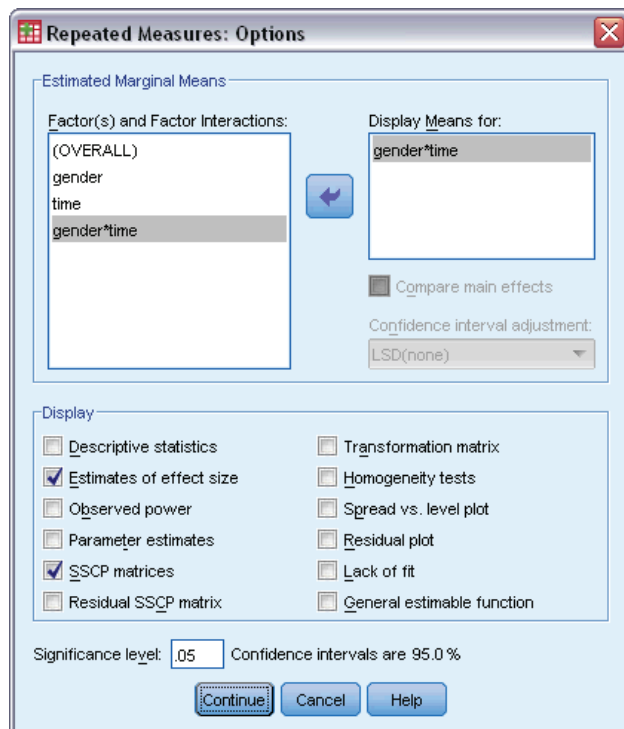 Repeated Measures: Options
Estimated Marginal Means
Factor(s) and Factor Interactions:
(OVERALL)
gender
time
gender*time
Display Means for:
gender*time
Compare main effects
Confidence interval adjustment:
LSD(none)
Display
Descriptive statistics
Estimates of effect size
Observed power
Parameter estimates
SSCP matrices
Residual SSCP matrix
Transformation matrix
Homogeneity tests
Spread vs. level plot
Residual plot
Lack of fit
General estimable function
Significance level: .05 Confidence intervals are 95.0 %
Continue Cancel Help